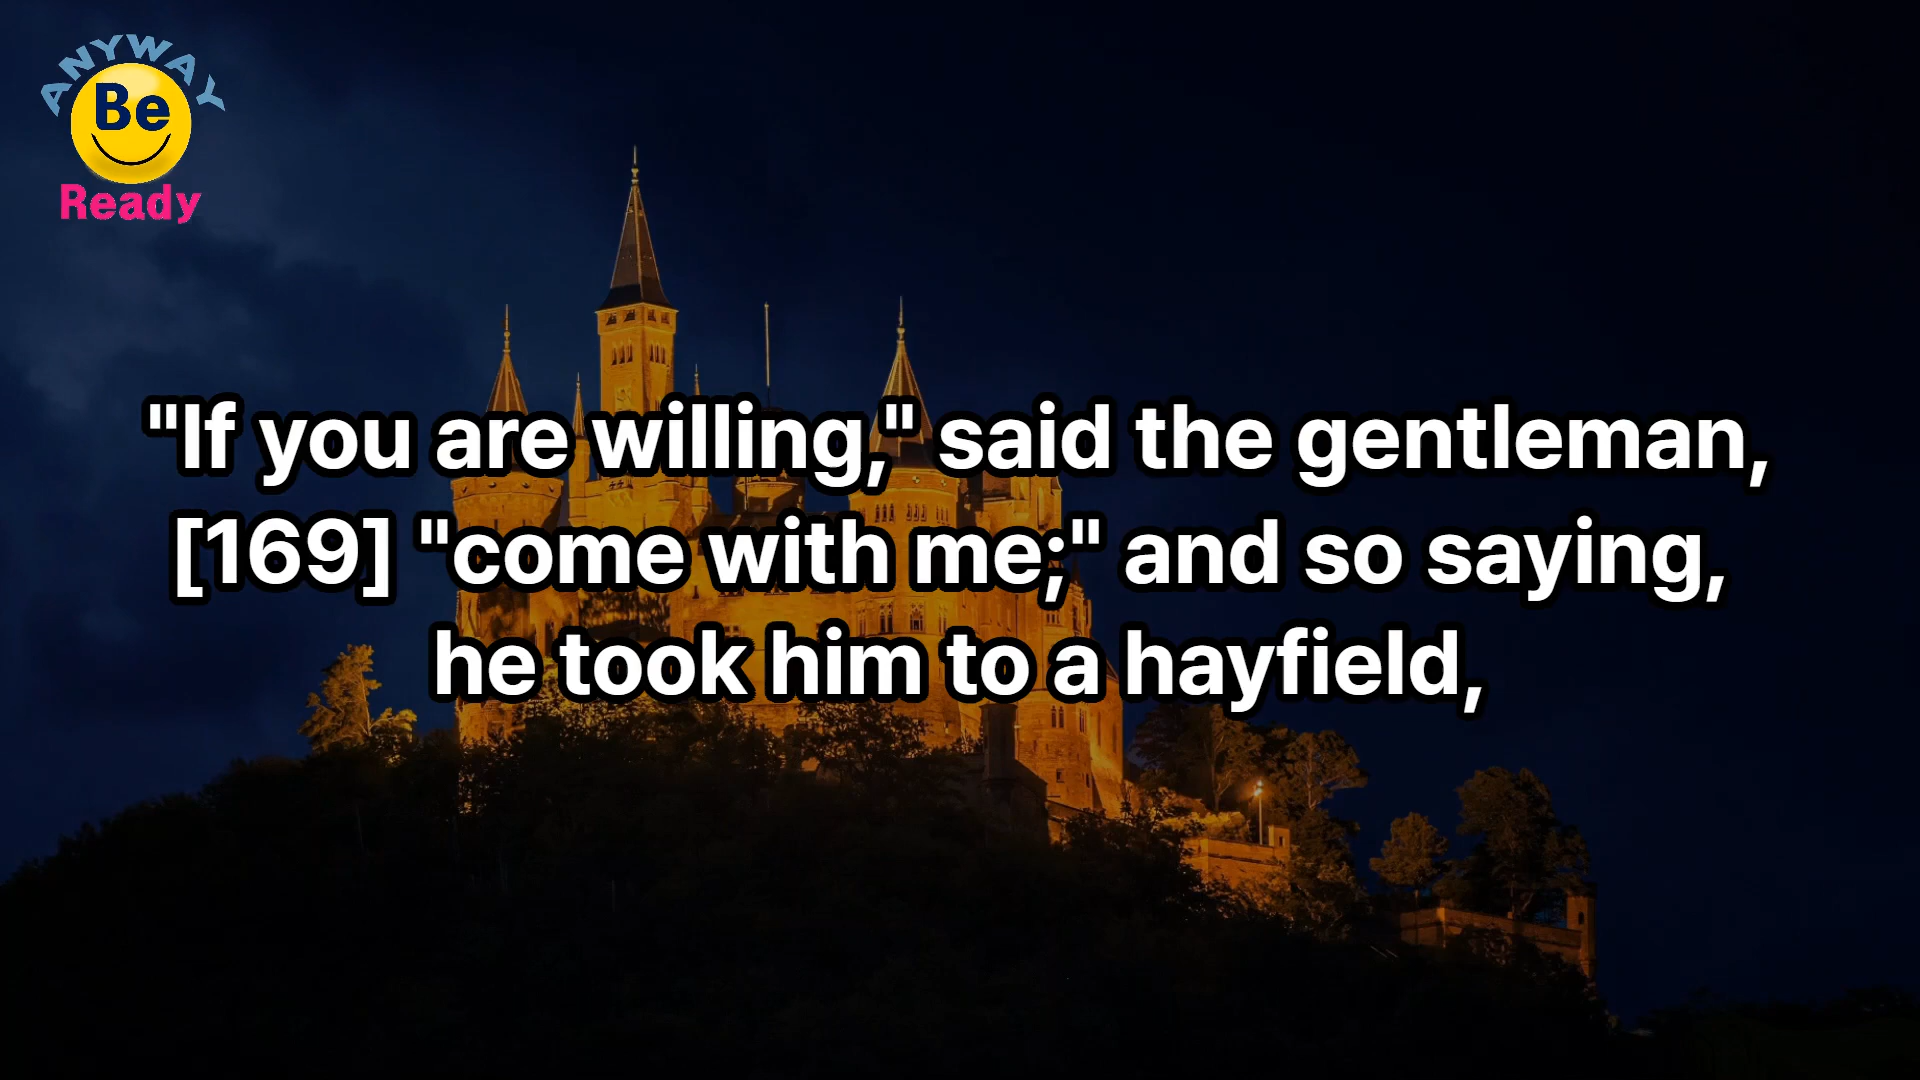 ANYWAY
Be
Ready
"If you are willing," said the gentleman,
[169] "come with me;" and so saying,
he took him to a hayfield,